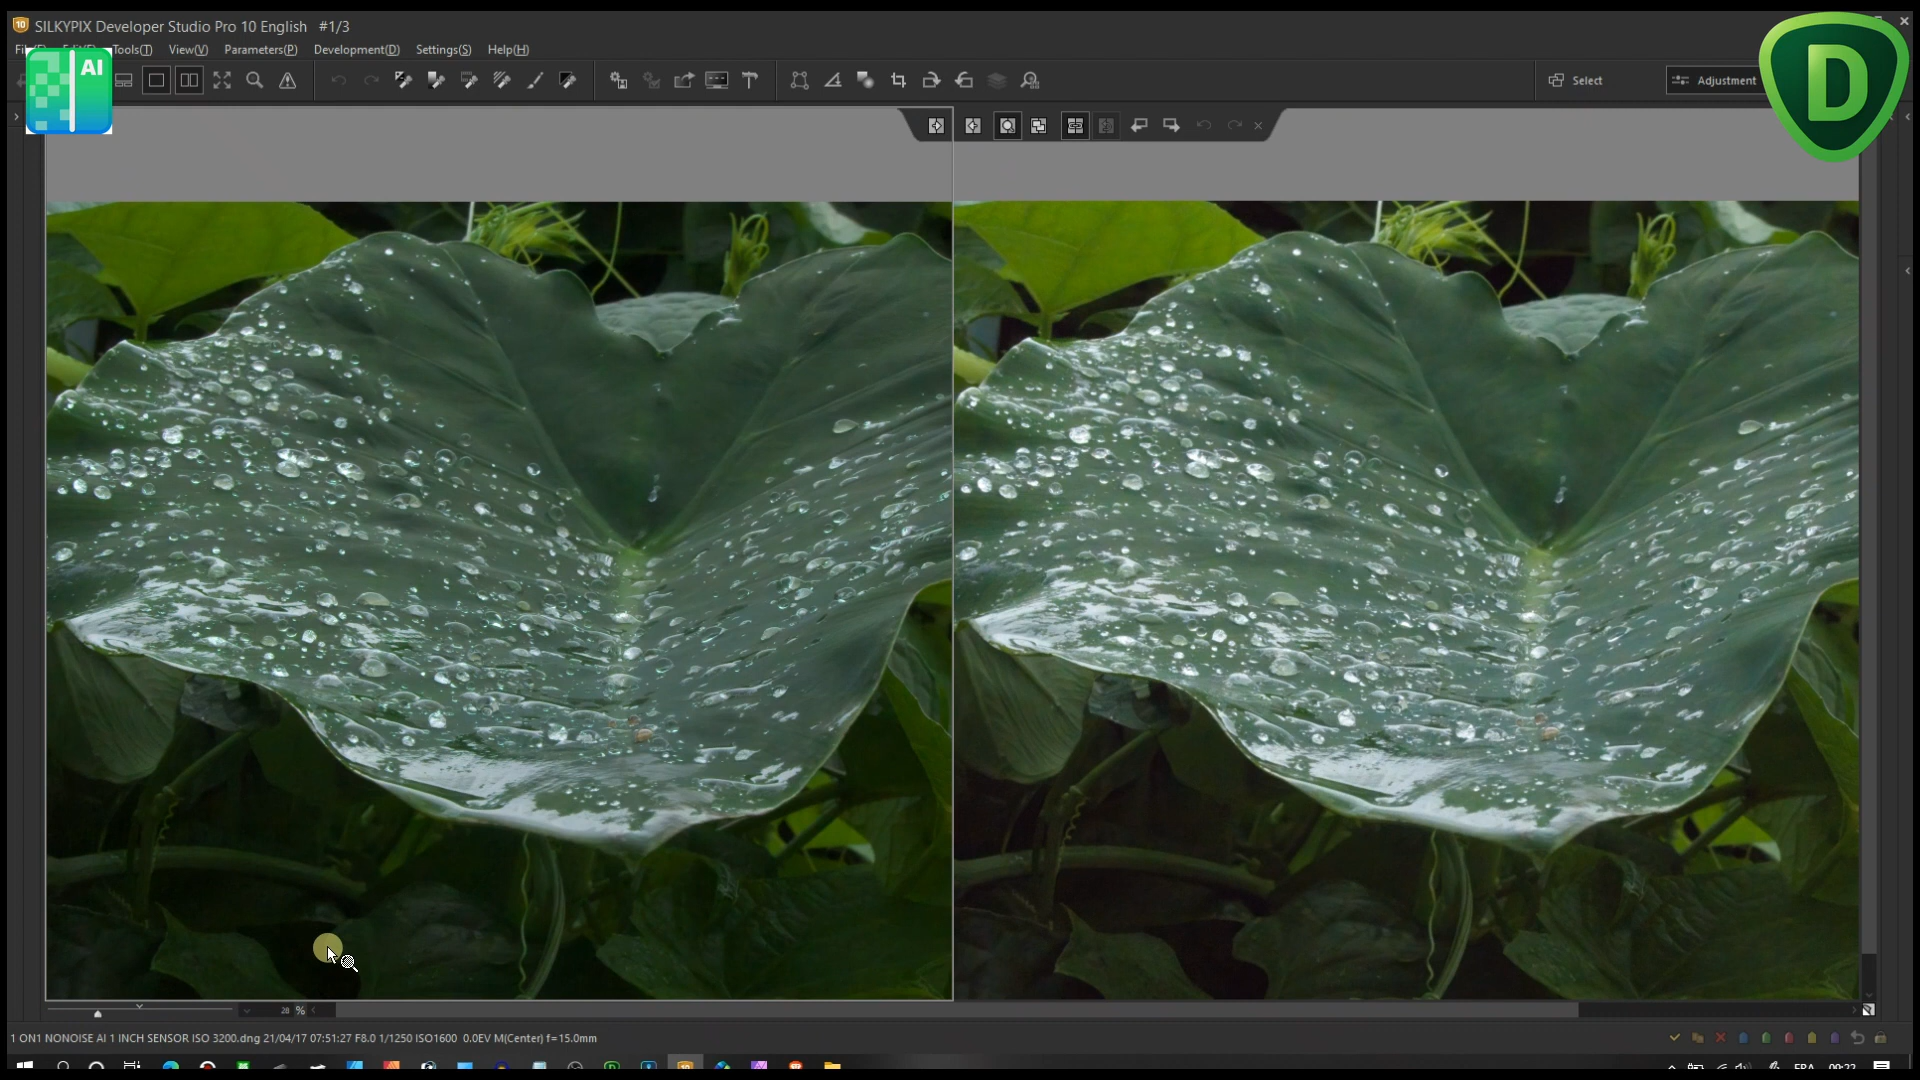 SILKYPIX Developer Studio Pro 10 English #1/3
Tools(T) View(V) Parameters(P) Development(D) Settings(S) Help(H)
AI
Select
Adjustment
D
28 %
1 ON1 NONOISE AI 1 INCH SENSOR ISO 3200.dng 21/04/17 07:51:27 F8.0 1/1250 ISO1600 0.0EV M(Center) f=15.0mm